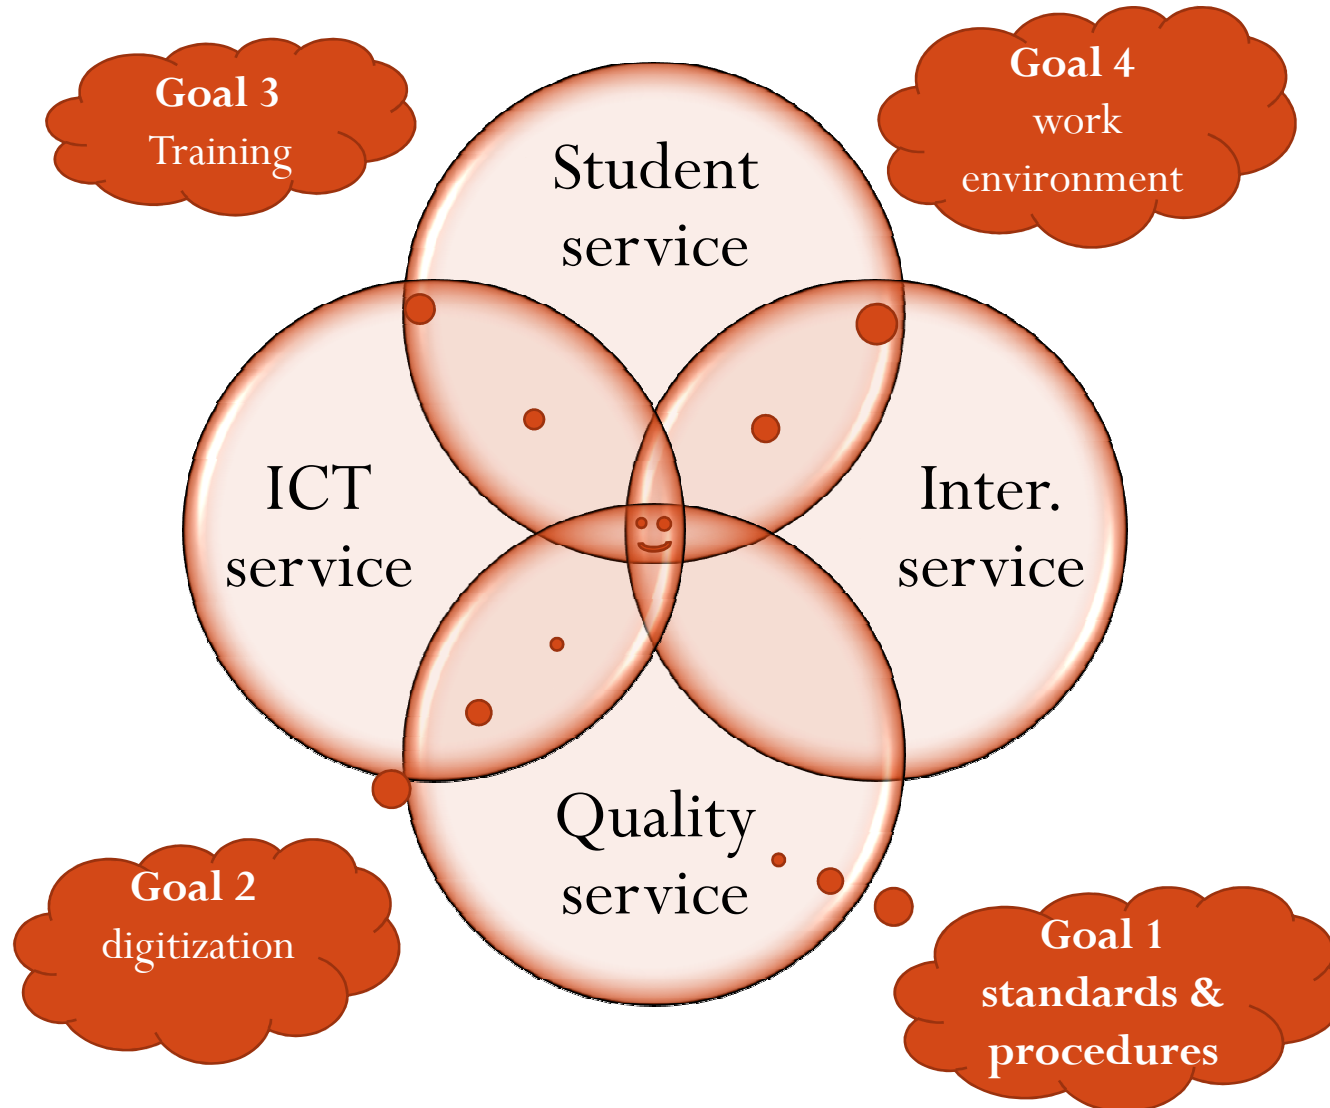 Goal 3
Training
Goal 4
work
environment
Student
service
ICT
service
Inter.
service
Quality
service
Goal 2
digitization
Goal 1
standards &
procedures